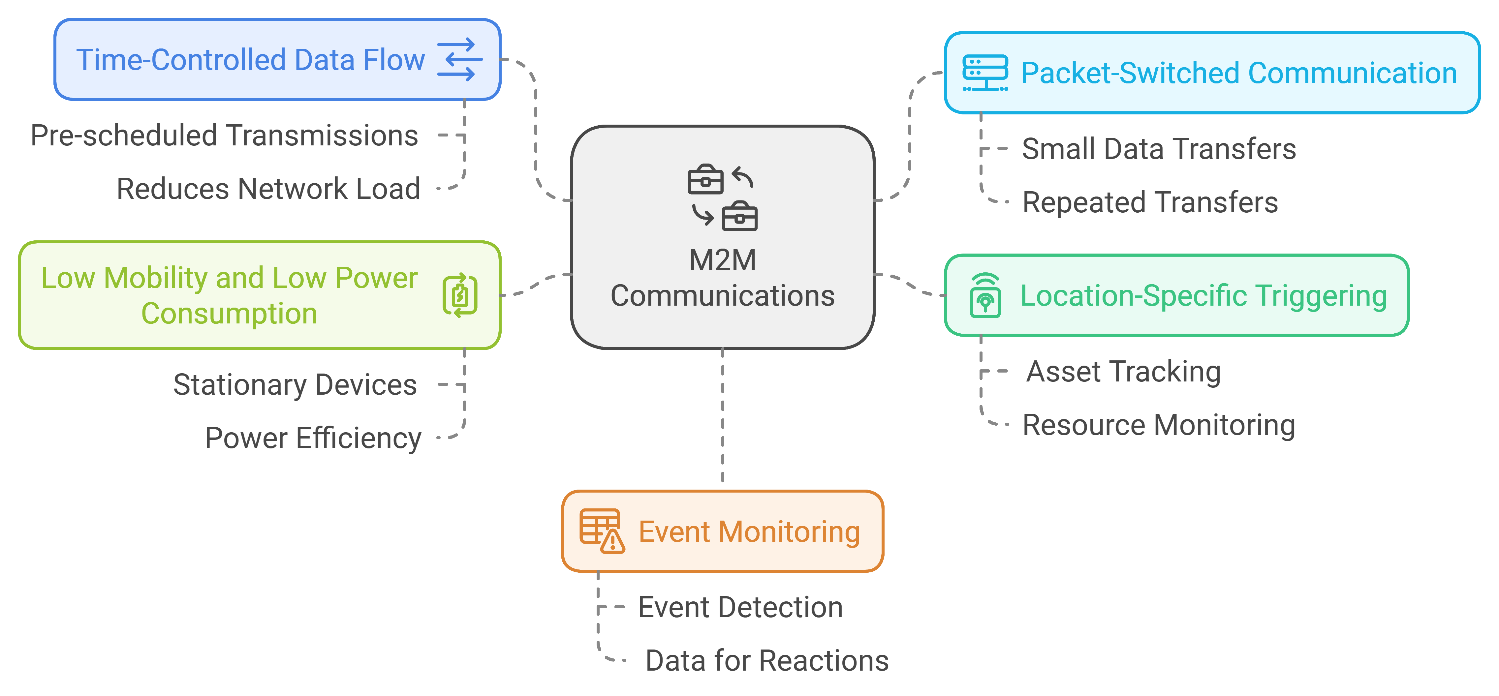 Time-Controlled Data Flow
Pre-scheduled Transmissions
Reduces Network Load
Low Mobility and Low Power
Consumption
Stationary Devices
Power Efficiency
M2M
Communications
Packet-Switched Communication
Small Data Transfers
Repeated Transfers
Location-Specific Triggering
Asset Tracking
Resource Monitoring
Event Monitoring
Event Detection
Data for Reactions